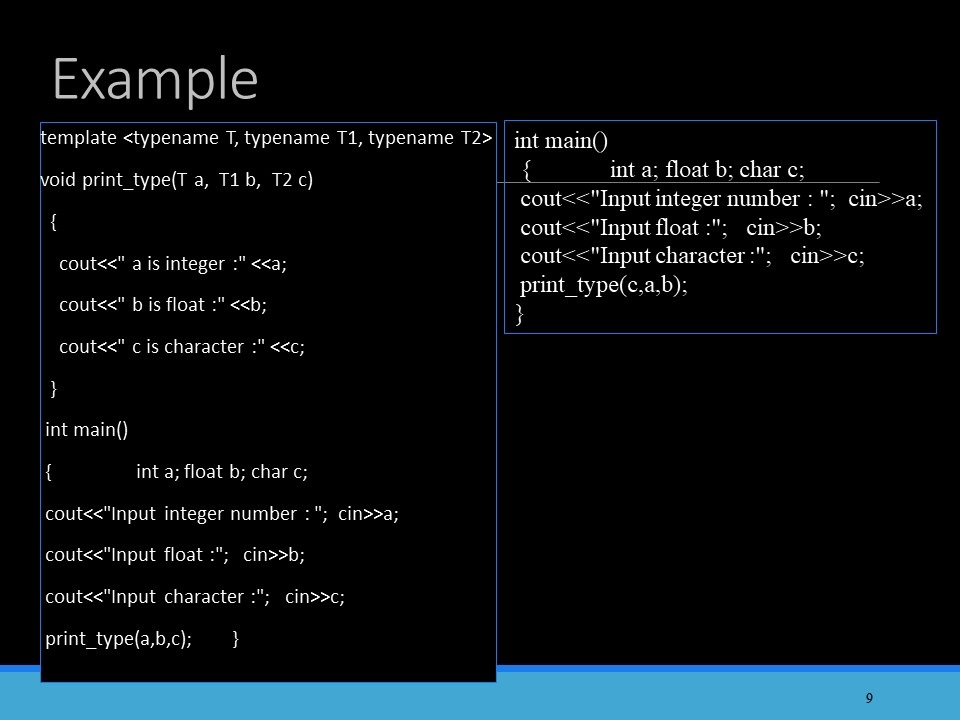 Example
template <typename T, typename T1, typename T2>
void print_type(T a, T1 b, T2 c)
{
cout<<" a is integer :" <<a;
cout<<" b is float :" <<b;
cout<<" c is character :" <<c;
}
int main()
{ int a; float b; char c;
cout<<"Input integer number : "; cin>>a;
cout<<"Input float :"; cin>>b;
cout<<"Input character :"; cin>>c;
print_type(a,b,c); }
int main()
{ int a; float b; char c;
cout<<"Input integer number : "; cin>>a;
cout<<"Input float :"; cin>>b;
cout<<"Input character :"; cin>>c;
print_type(c,a,b);
}
9